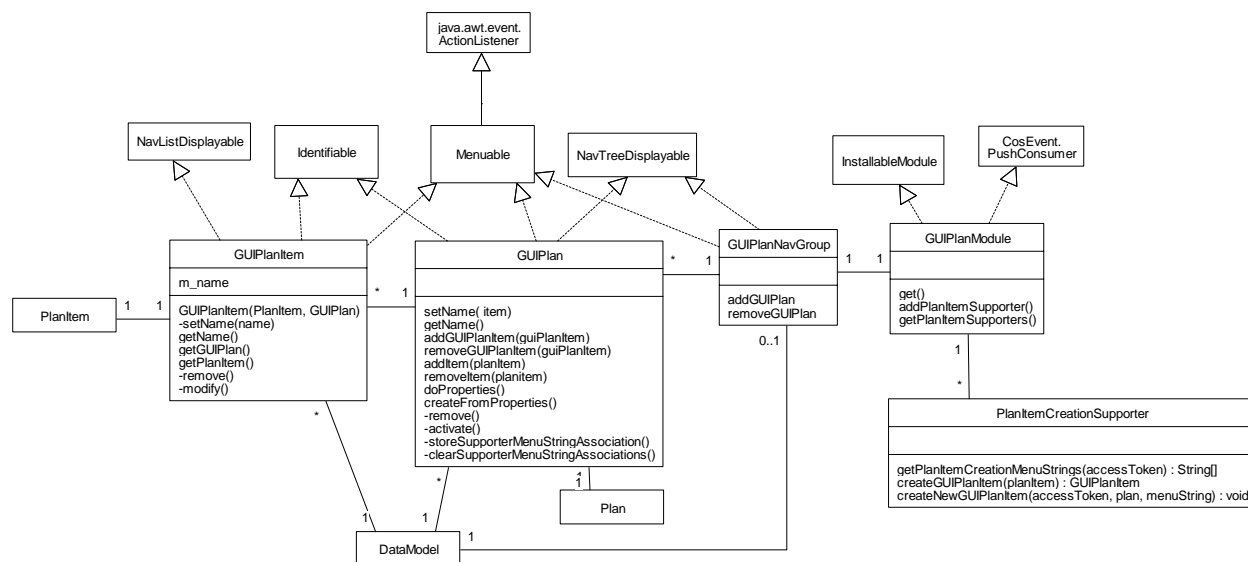 java.awt.event.
ActionListener
NavListDisplayable
Identifiable
Menuable
NavTreeDisplayable
InstallableModule
CosEvent.
PushConsumer
GUIPlanItem
m_name
GUIPlanItem(PlanItem, GUIPlan)
-setName(name)
getName()
getGUIPlan()
getPlanItem()
-remove()
-modify()
GUIPlan
setName( item)
getName()
addGUIPlanItem(guiPlanItem)
removeGUIPlanItem(guiPlanItem)
addItem(planItem)
removeItem(planitem)
doProperties()
createFromProperties()
-remove()
-activate()
-storeSupporterMenuStringAssociation()
-clearSupporterMenuStringAssociations()
GUIPlanNavGroup
addGUIPlan
removeGUIPlan
GUIPlanModule
get()
addPlanItemSupporter()
getPlanItemSupporters()
PlanItem
1
1
*
1
*
1
1
1
0..1
1
*
PlanItemCreationSupporter
getPlanItemCreationMenuStrings(accessToken) : String[]
createGUIPlanItem(planItem) : GUIPlanItem
createNewGUIPlanItem(accessToken, plan, menuString) : void
*
*
1
1
Plan
1
1
1
DataModel